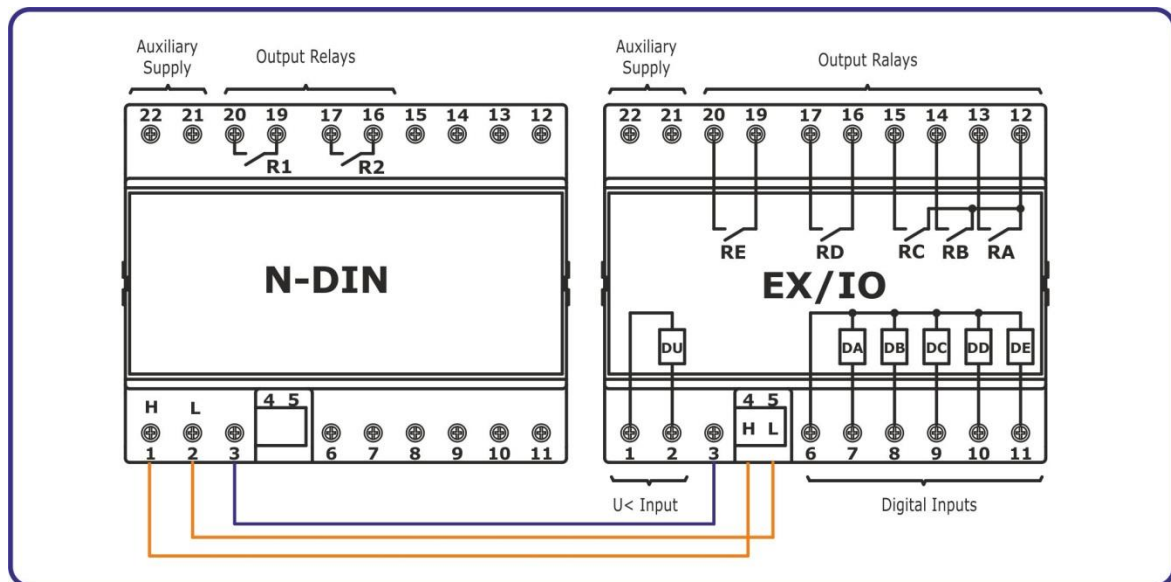 Auxiliary
Supply
Output Relays
Auxiliary
Supply
Output Ralays
22 21 20 19 17 16 15 14 13 12
22 21 20 19 17 16 15 14 13 12
R1 R2
RE RD RC RB RA
N-DIN
EX/IO
DU DA DB DC DD DE
H L 4 5
4 5
H L
1 2 3 6 7 8 9 10 11
1 2 3 6 7 8 9 10 11
U< Input
Digital Inputs